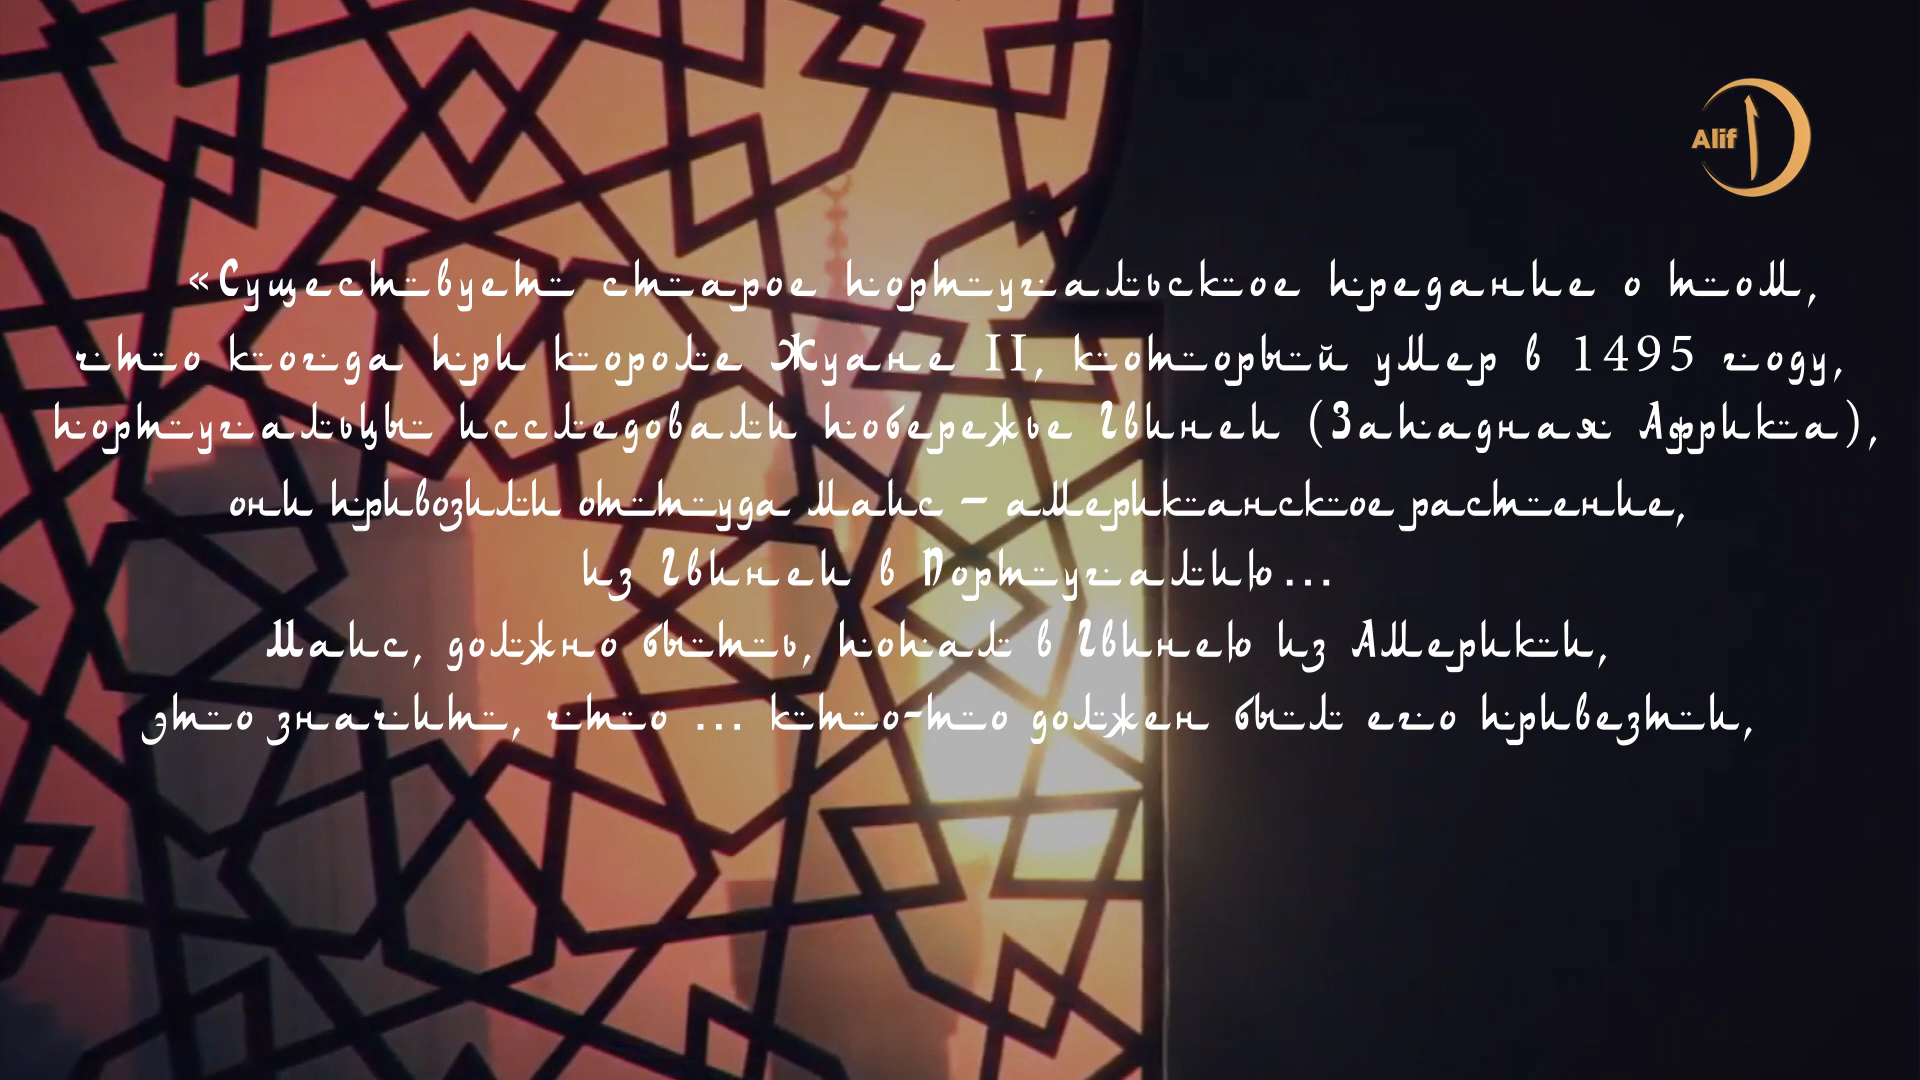 Alif
«Существует старое португальское предание о том,
что когда при короле Жуане II, который умер в 1495 году,
португальцы исследовали побережье Гвинеи (Западная Африка),
они привозили оттуда маис – американское растение,
из Гвинеи в Португалию...
Маис, должно быть, попал в Гвинею из Америки,
это значит, что ... кто-то должен был его привезти,